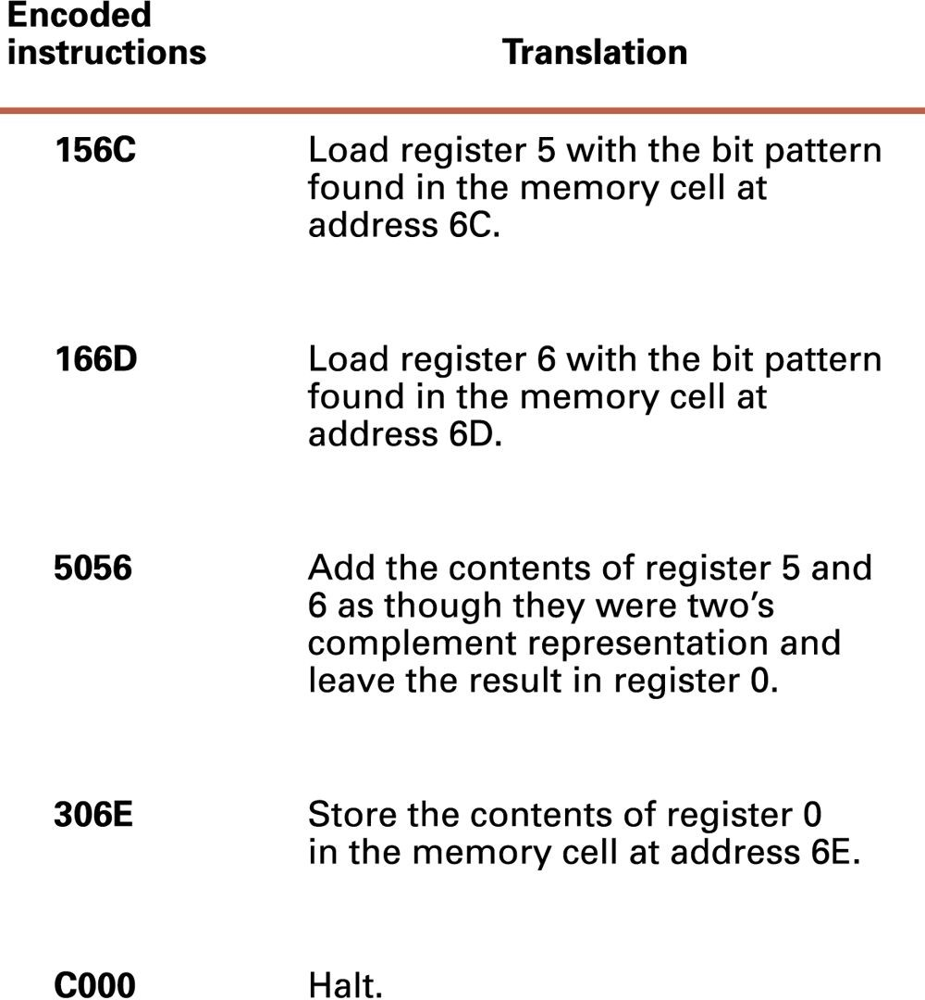 Encoded
instructions
Translation
156C
Load register 5 with the bit pattern
found in the memory cell at
address 6C.
166D
Load register 6 with the bit pattern
found in the memory cell at
address 6D.
5056
Add the contents of register 5 and
6 as though they were two’s
complement representation and
leave the result in register 0.
306E
Store the contents of register 0
in the memory cell at address 6E.
C000
Halt.